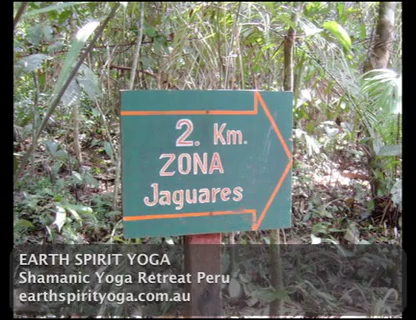 2. Km.
ZONA
Jaguares
EARTH SPIRIT YOGA
Shamanic Yoga Retreat Peru
earthspirityoga.com.au